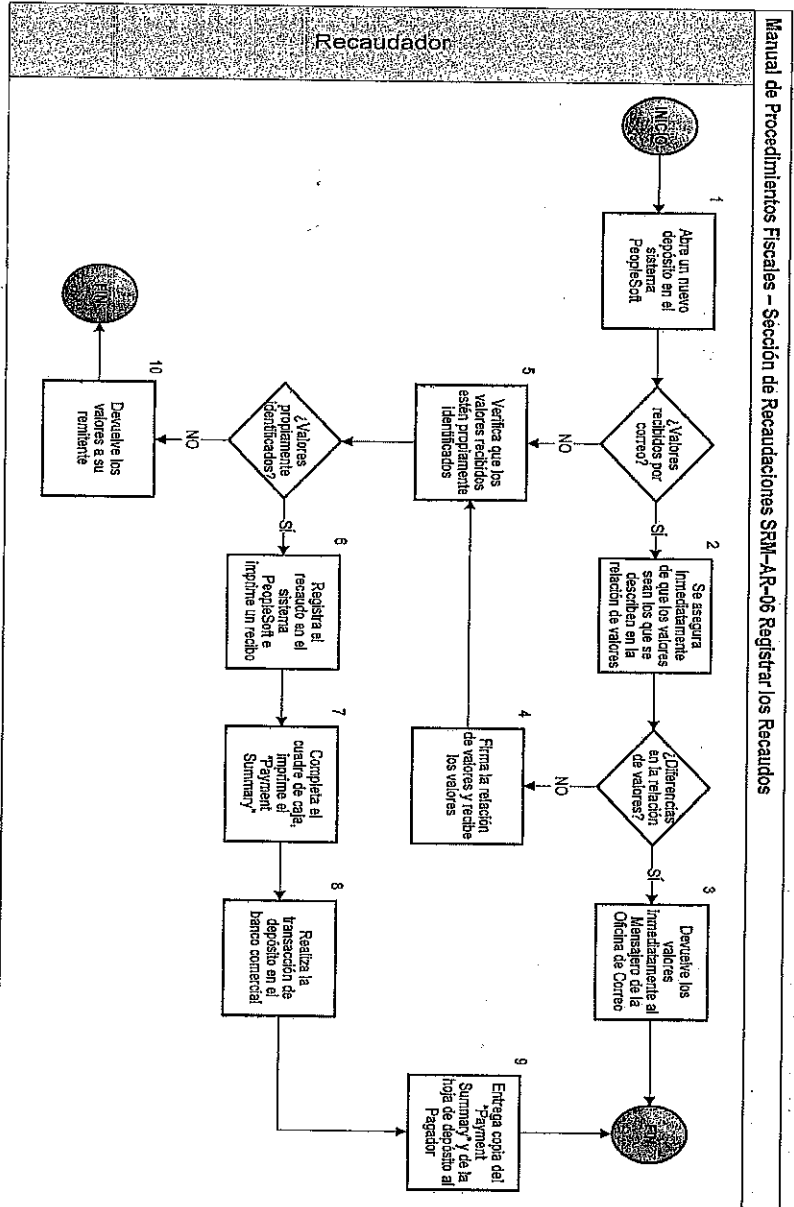 Manual de Procedimientos Fiscales – Sección de Recaudaciones SRM–AR–06 Registrar los Recaudos
Recaudador
INICIO
1
Abre un nuevo
depósito en el
sistema
PeopleSoft
¿Valores
recibidos por
correo?
SÍ
NO
2
Se asegura
inmediatamente
de que los valores
sean los que se
describen en la
relación de valores
¿Diferencias
en la relación
de valores?
SÍ
NO
3
Devuelve los
valores
inmediatamente al
Mensajero de la
Oficina de Correo
FIN
4
Firma la relación
de valores y recibe
los valores
5
Verifica que los
valores recibidos
están propiamente
identificados
¿Valores
propiamente
identificados?
SÍ
NO
6
Registra el
recaudo en el
sistema
PeopleSoft e
imprime un recibo
7
Completa el
cuadre de caja,
imprime el
"Payment
Summary"
8
Realiza la
transacción de
depósito en el
banco comercial
9
Entrega copia del
"Payment
Summary" y de la
hoja de depósito al
Pagador
10
Devuelve los
valores a su
remitente
FIN